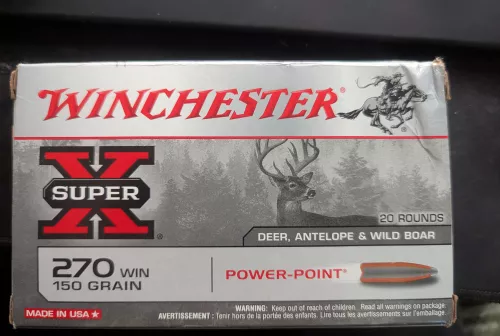 WINCHESTER®
SUPER X®
20 ROUNDS
DEER, ANTELOPE & WILD BOAR
270 WIN
150 GRAIN
POWER-POINT®
MADE IN USA ★
WARNING: Keep out of reach of children. Read all warnings on package.
AVERTISSEMENT : Tenir hors de la portée des enfants. Lire tous les avertissements sur l'emballage.